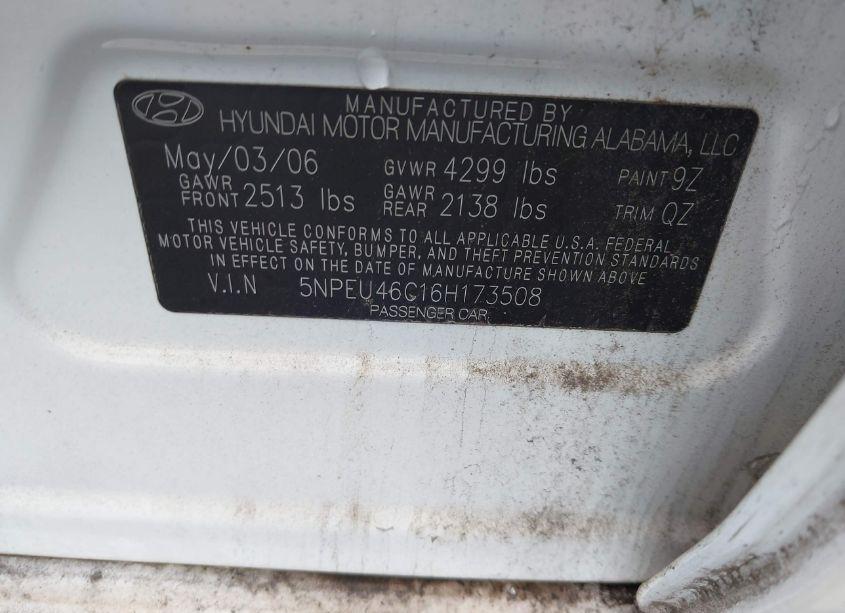 MANUFACTURED BY
HYUNDAI MOTOR MANUFACTURING ALABAMA, LLC
May/03/06 GVWR 4299 lbs PAINT 9Z
GAWR FRONT 2513 lbs GAWR REAR 2138 lbs TRIM QZ
THIS VEHICLE CONFORMS TO ALL APPLICABLE U.S.A. FEDERAL
MOTOR VEHICLE SAFETY, BUMPER, AND THEFT PREVENTION STANDARDS
IN EFFECT ON THE DATE OF MANUFACTURE SHOWN ABOVE
V.I.N 5NPEU46C16H173508
PASSENGER CAR